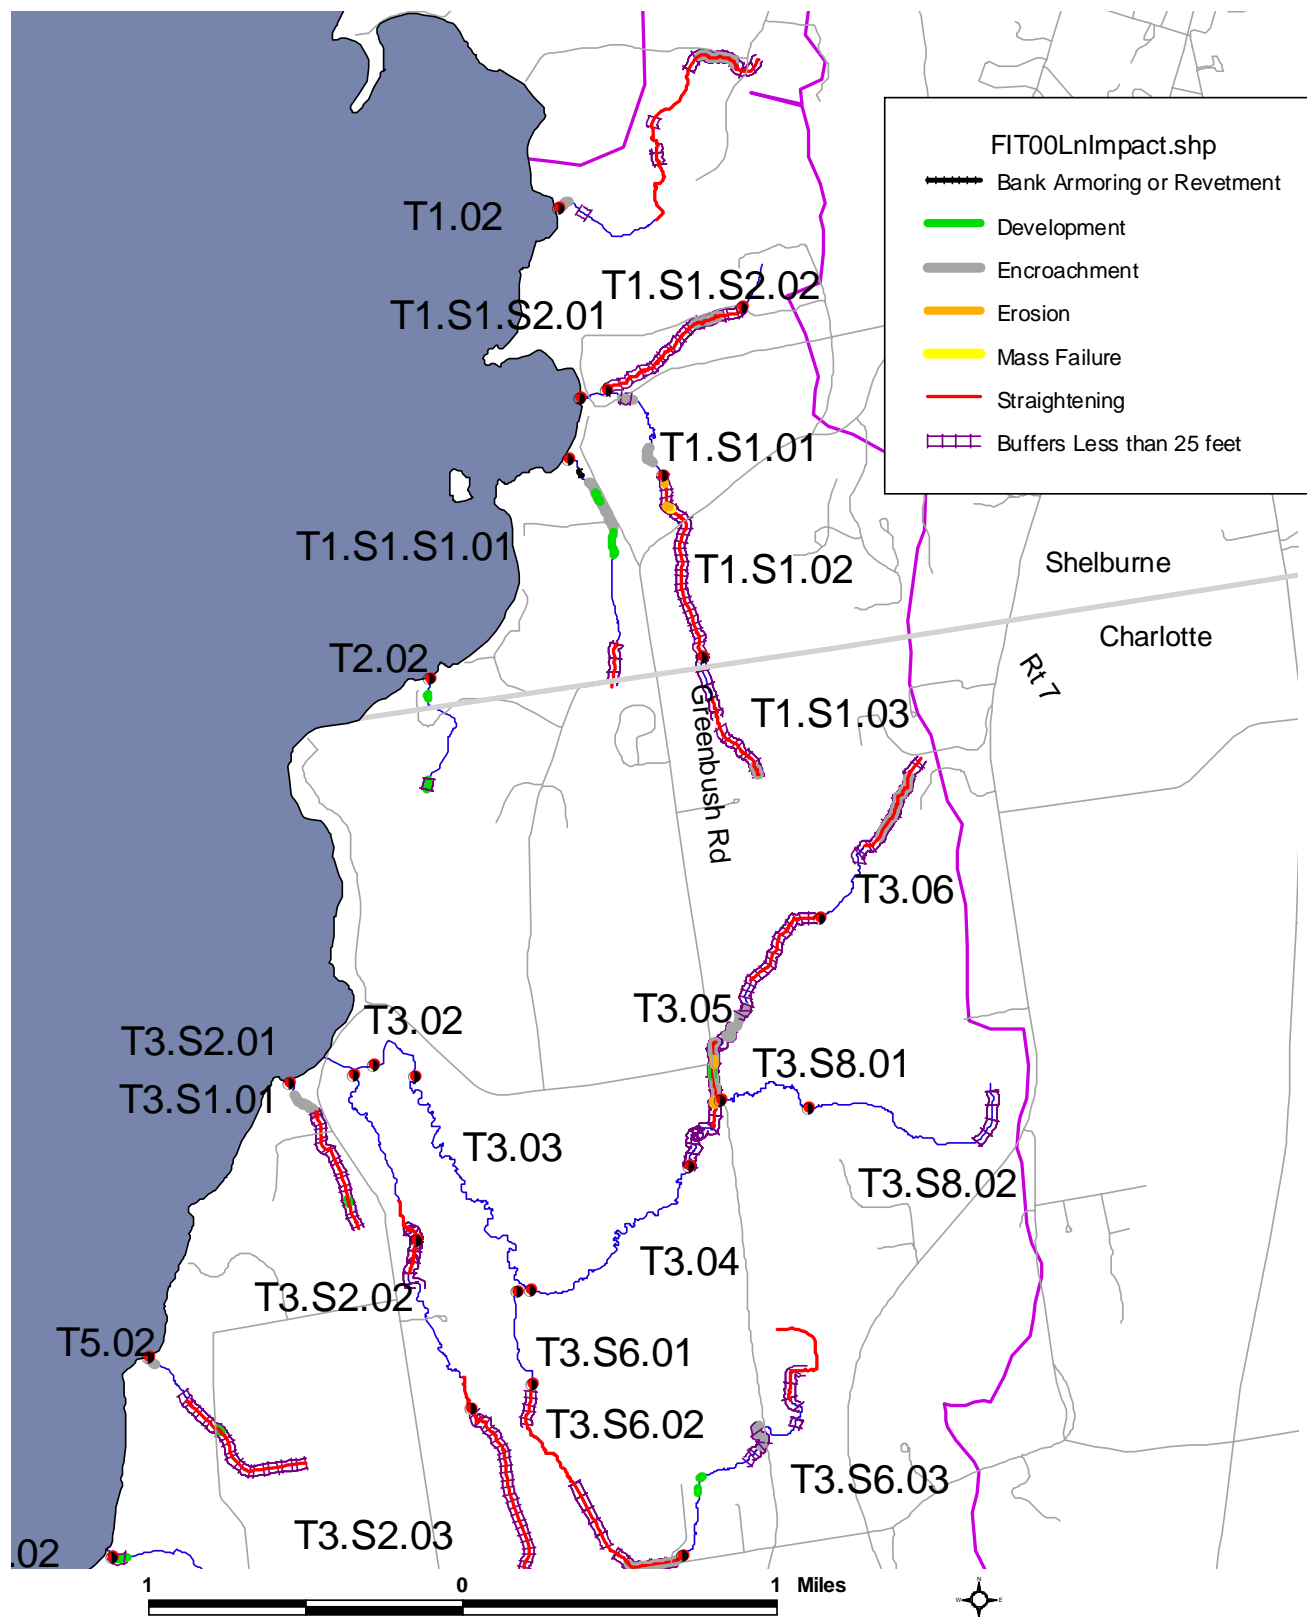 FIT00LnImpact.shp
Bank Armoring or Revetment
Development
Encroachment
Erosion
Mass Failure
Straightening
Buffers Less than 25 feet
T1.02
T1.S1.S2.02
T1.S1.S2.01
T1.S1.01
T1.S1.S1.01
T1.S1.02
Shelburne
Charlotte
T2.02
Rt 7
T1.S1.03
Greenbush Rd
T3.06
T3.05
T3.02
T3.S2.01
T3.S8.01
T3.S1.01
T3.03
T3.S8.02
T3.04
T3.S2.02
T5.02
T3.S6.01
T3.S6.02
T3.S6.03
T3.S2.03
.02
1 0 1 Miles
N
W E
S